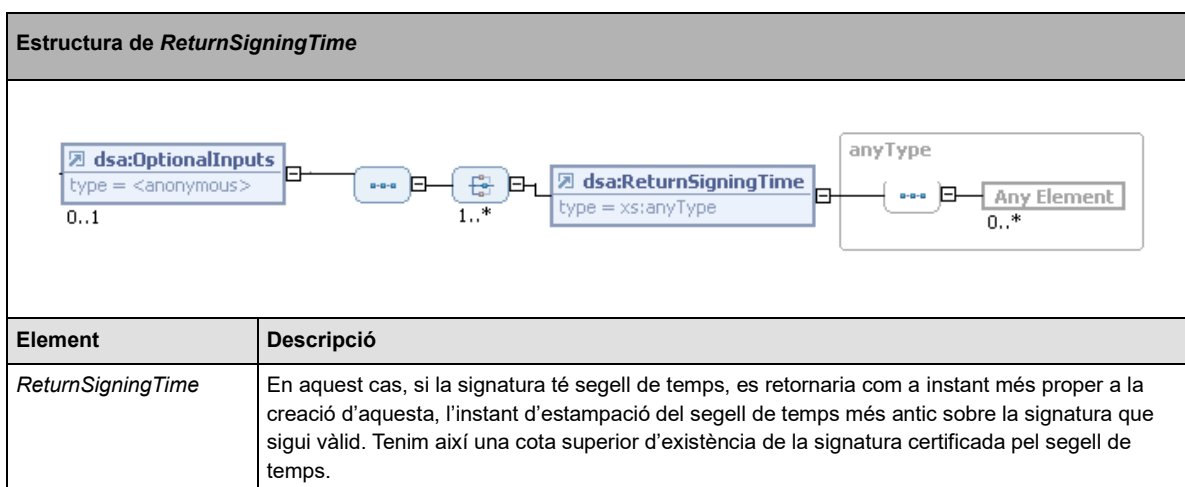 Estructura de ReturnSigningTime
dsa:OptionalInputs
type = <anonymous>
0..1
1..*
dsa:ReturnSigningTime
type = xs:anyType
anyType
Any Element
0..*
Element
Descripció
ReturnSigningTime
En aquest cas, si la signatura té segell de temps, es retornaria com a instant més proper a la
creació d’aquesta, l’instant d’estampació del segell de temps més antic sobre la signatura que
sigui vàlid. Tenim així una cota superior d’existència de la signatura certificada pel segell de
temps.